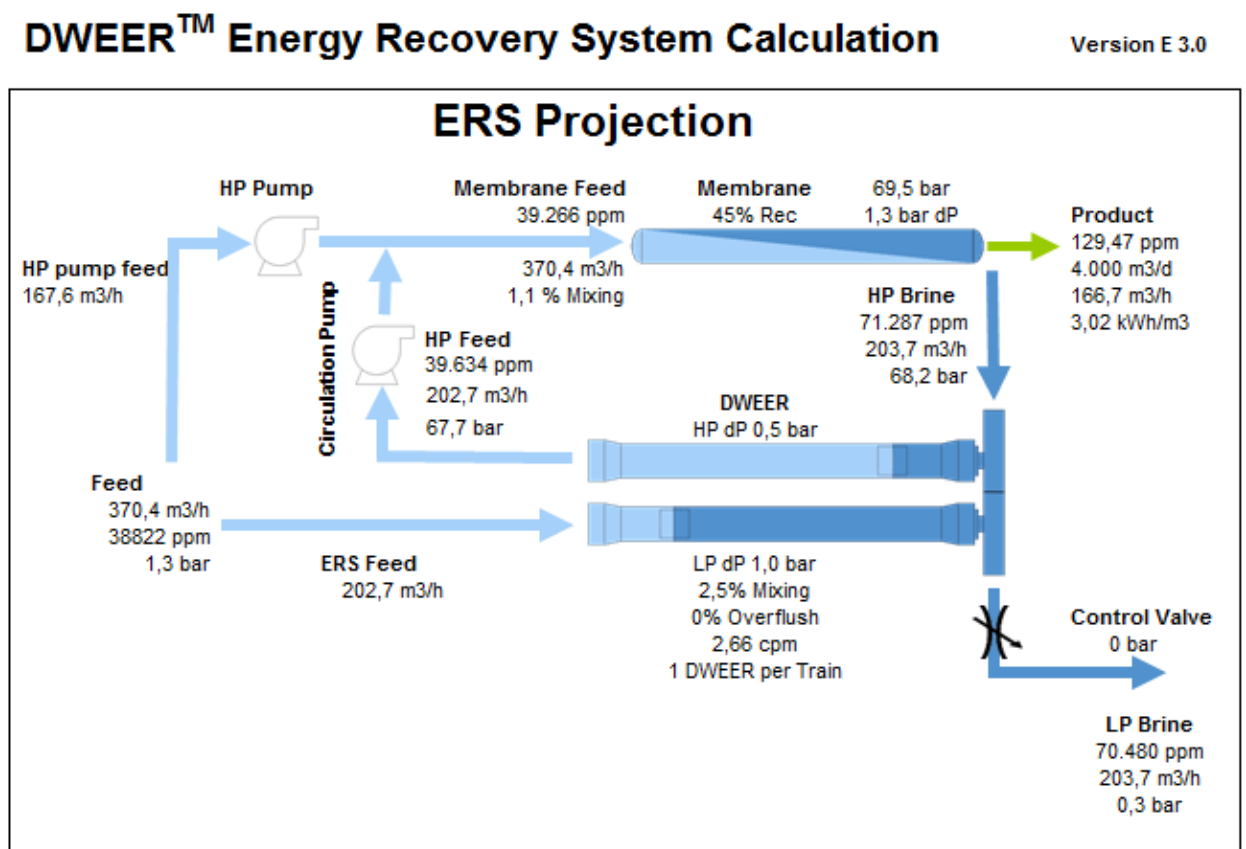 DWEER™ Energy Recovery System Calculation
Version E 3.0
ERS Projection
HP Pump
Membrane Feed
39.266 ppm
370,4 m3/h
1,1 % Mixing
Membrane
45% Rec
69,5 bar
1,3 bar dP
Product
129,47 ppm
4.000 m3/d
166,7 m3/h
3,02 kWh/m3
HP pump feed
167,6 m3/h
Circulation Pump
HP Feed
39.634 ppm
202,7 m3/h
67,7 bar
HP Brine
71.287 ppm
203,7 m3/h
68,2 bar
DWEER
HP dP 0,5 bar
Feed
370,4 m3/h
38822 ppm
1,3 bar
ERS Feed
202,7 m3/h
LP dP 1,0 bar
2,5% Mixing
0% Overflush
2,66 cpm
1 DWEER per Train
Control Valve
0 bar
LP Brine
70.480 ppm
203,7 m3/h
0,3 bar